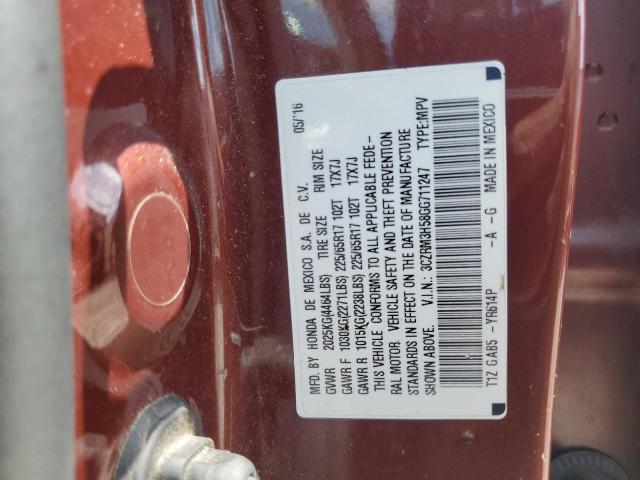 MFD. BY HONDA DE MEXICO S.A. DE C.V. 05/16
GVWR 2025KG(4464LBS) TIRE SIZE RIM SIZE
GAWR F 1030KG(2271LBS) 225/65R17 102T 17X7J
GAWR R 1015KG(2238LBS) 225/65R17 102T 17X7J
THIS VEHICLE CONFORMS TO ALL APPLICABLE FEDE-
RAL MOTOR VEHICLE SAFETY AND THEFT PREVENTION
STANDARDS IN EFFECT ON THE DATE OF MANUFACTURE
SHOWN ABOVE. V.I.N.: 3CZRM3H58GG711247 TYPE:MPV
T1Z GAB5 -YR614P -A -G MADE IN MEXICO